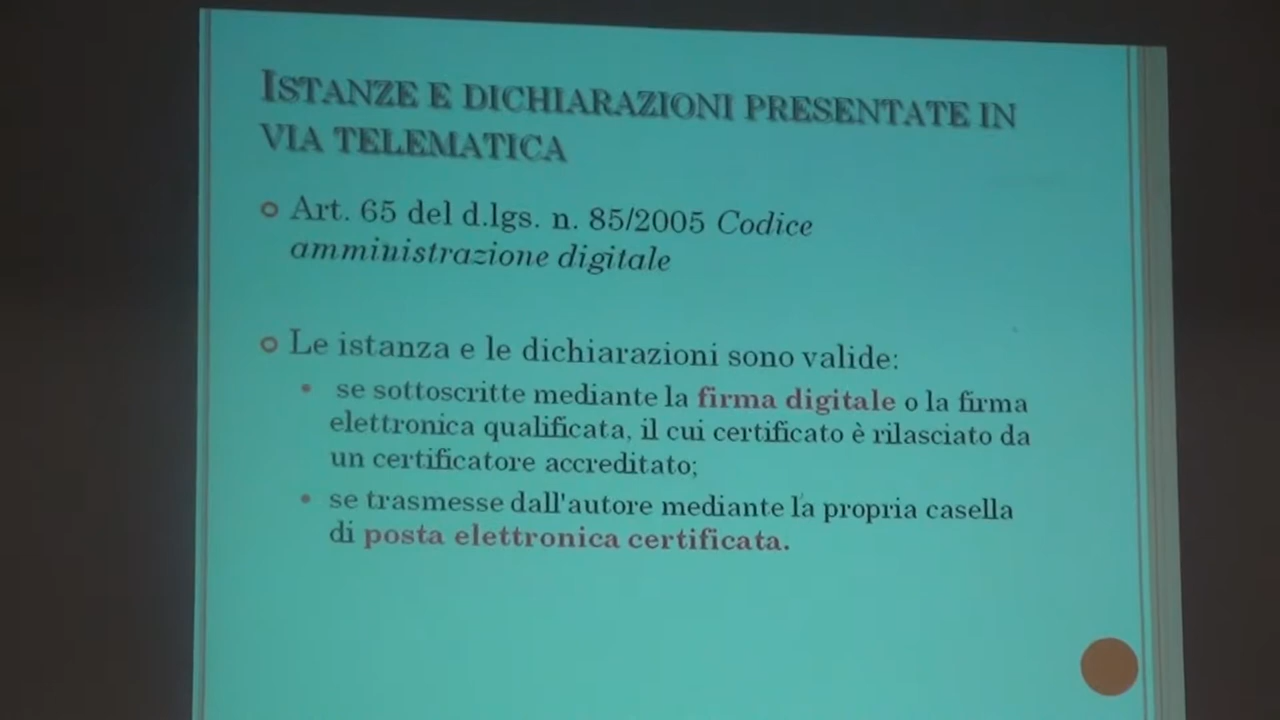 ISTANZE E DICHIARAZIONI PRESENTATE IN
VIA TELEMATICA
Art. 65 del d.lgs. n. 85/2005 Codice
amministrazione digitale
Le istanza e le dichiarazioni sono valide:
se sottoscritte mediante la firma digitale o la firma
elettronica qualificata, il cui certificato è rilasciato da
un certificatore accreditato;
se trasmesse dall'autore mediante la propria casella
di posta elettronica certificata.